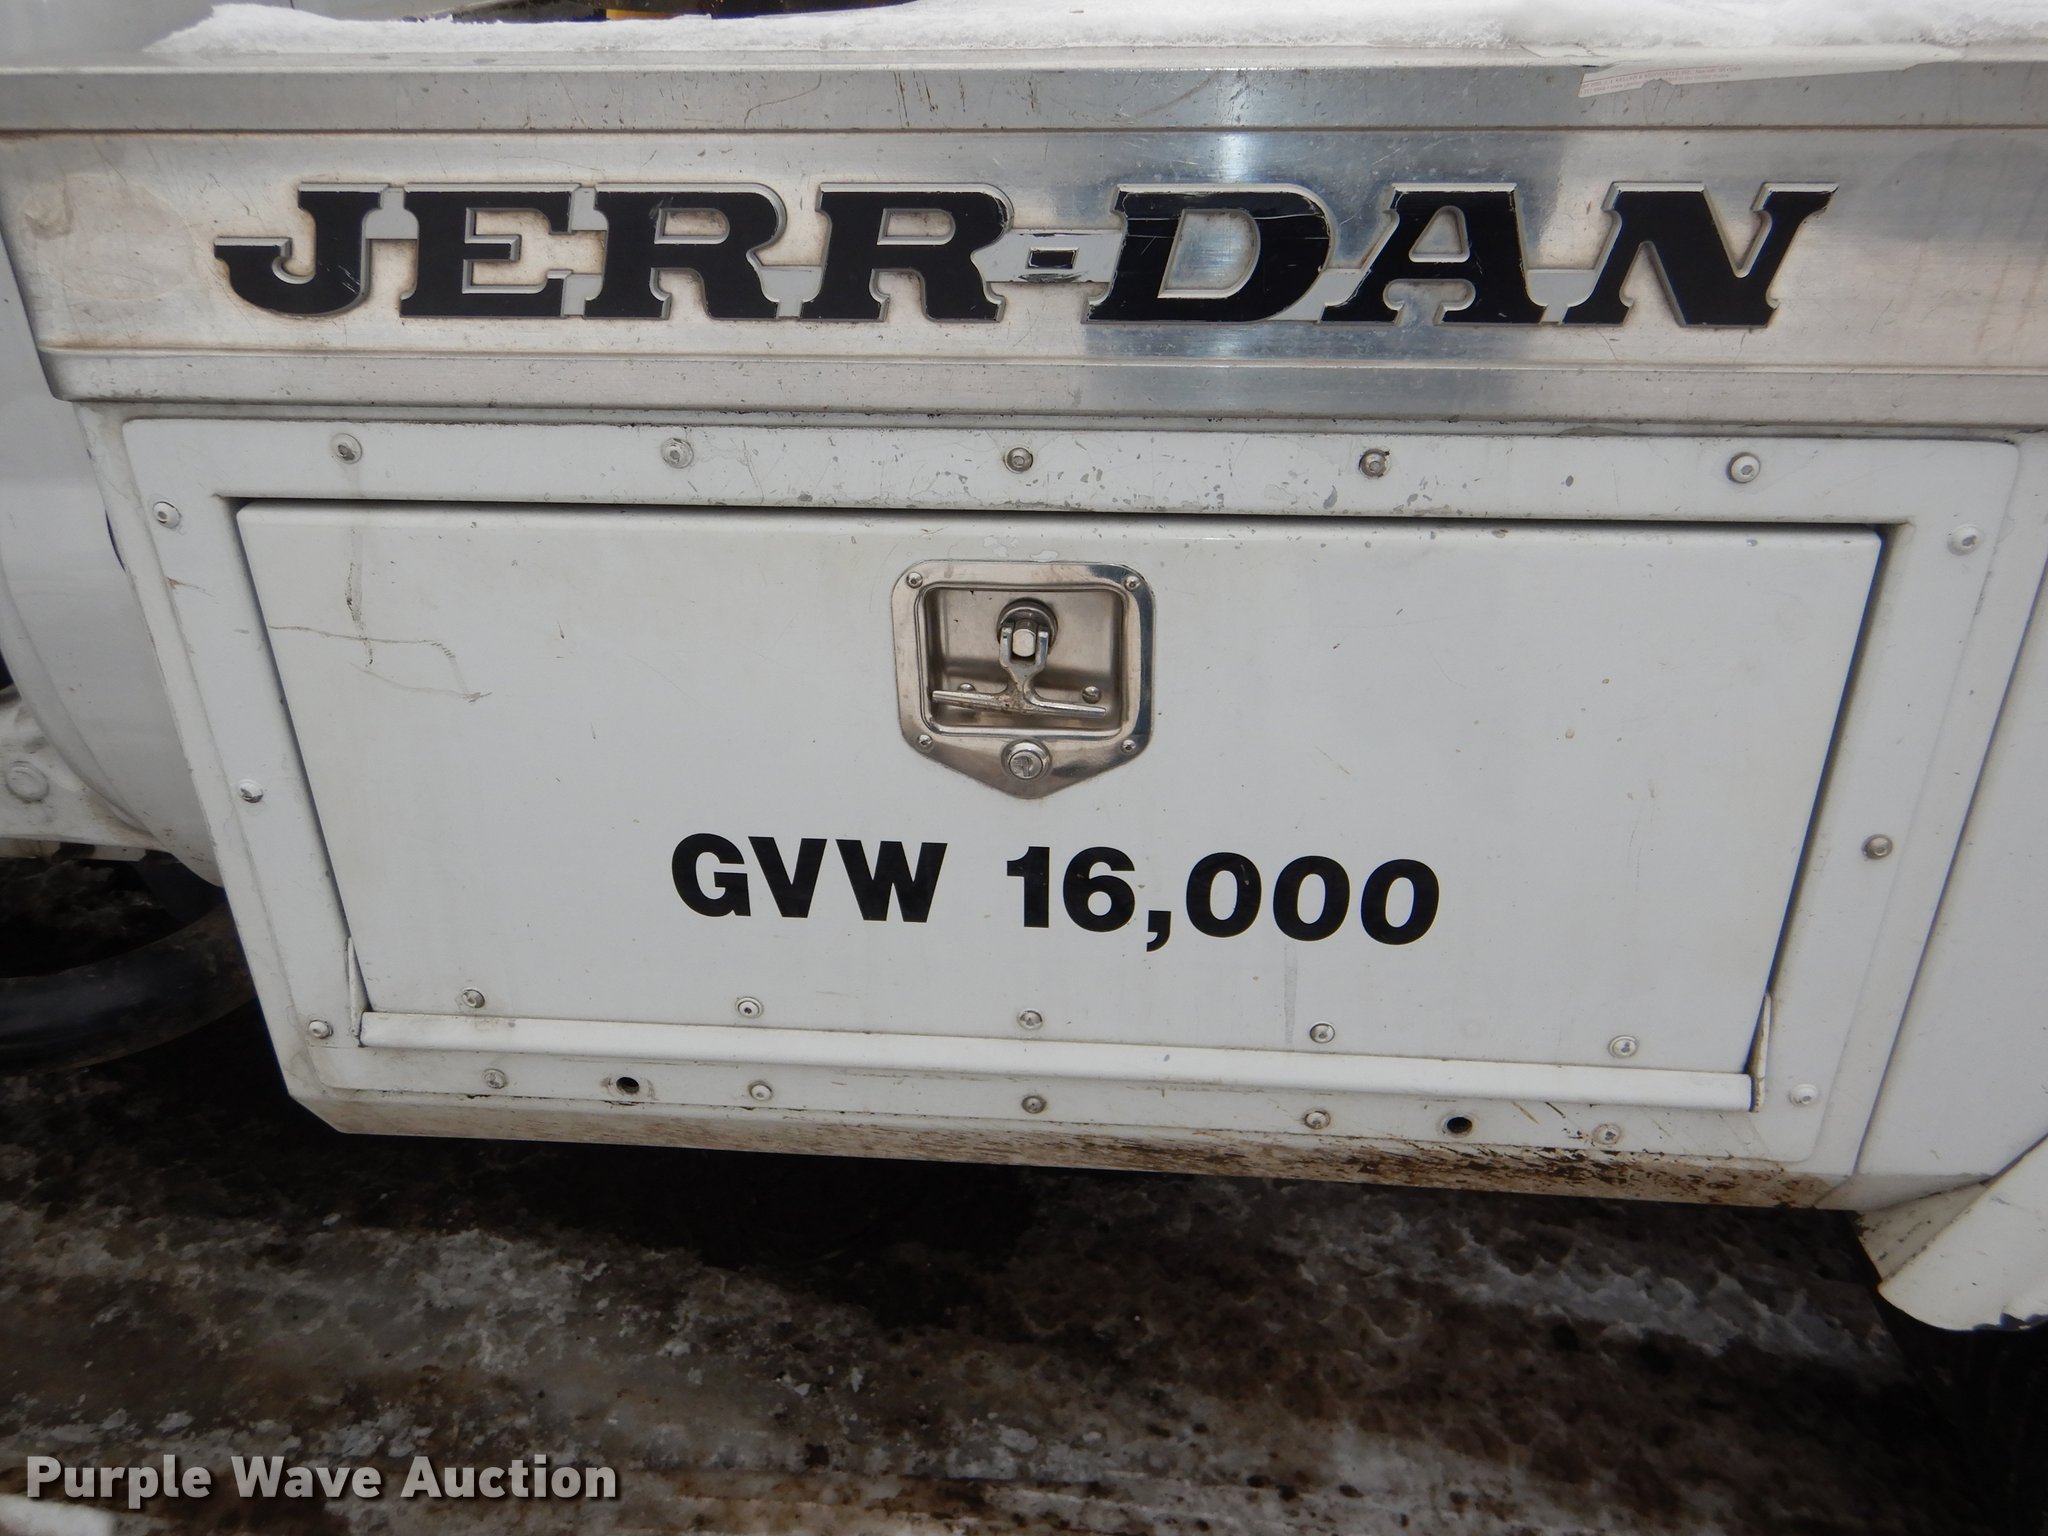 JERR-DAN
GVW 16,000
Purple Wave Auction